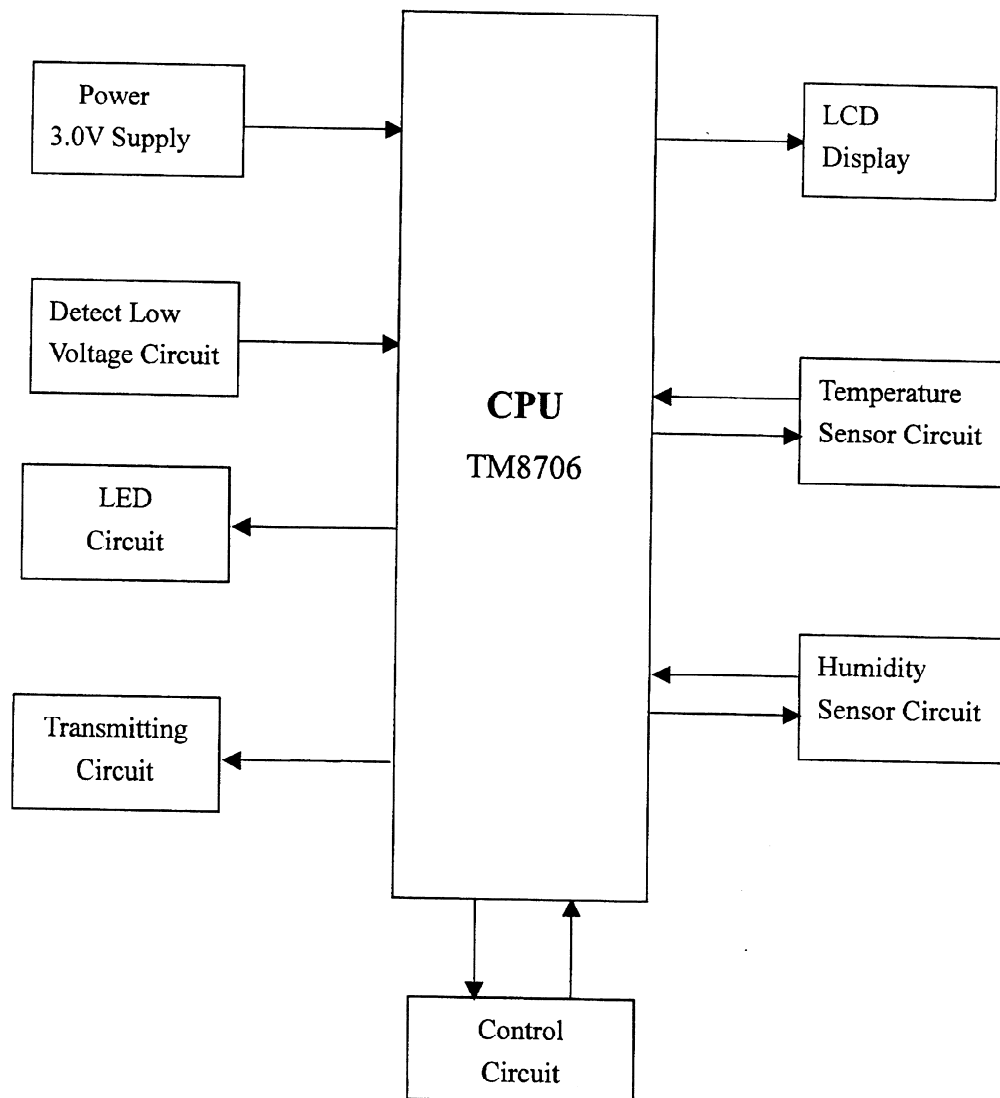 Power
3.0V Supply
Detect Low
Voltage Circuit
LED
Circuit
Transmitting
Circuit
CPU
TM8706
LCD
Display
Temperature
Sensor Circuit
Humidity
Sensor Circuit
Control
Circuit